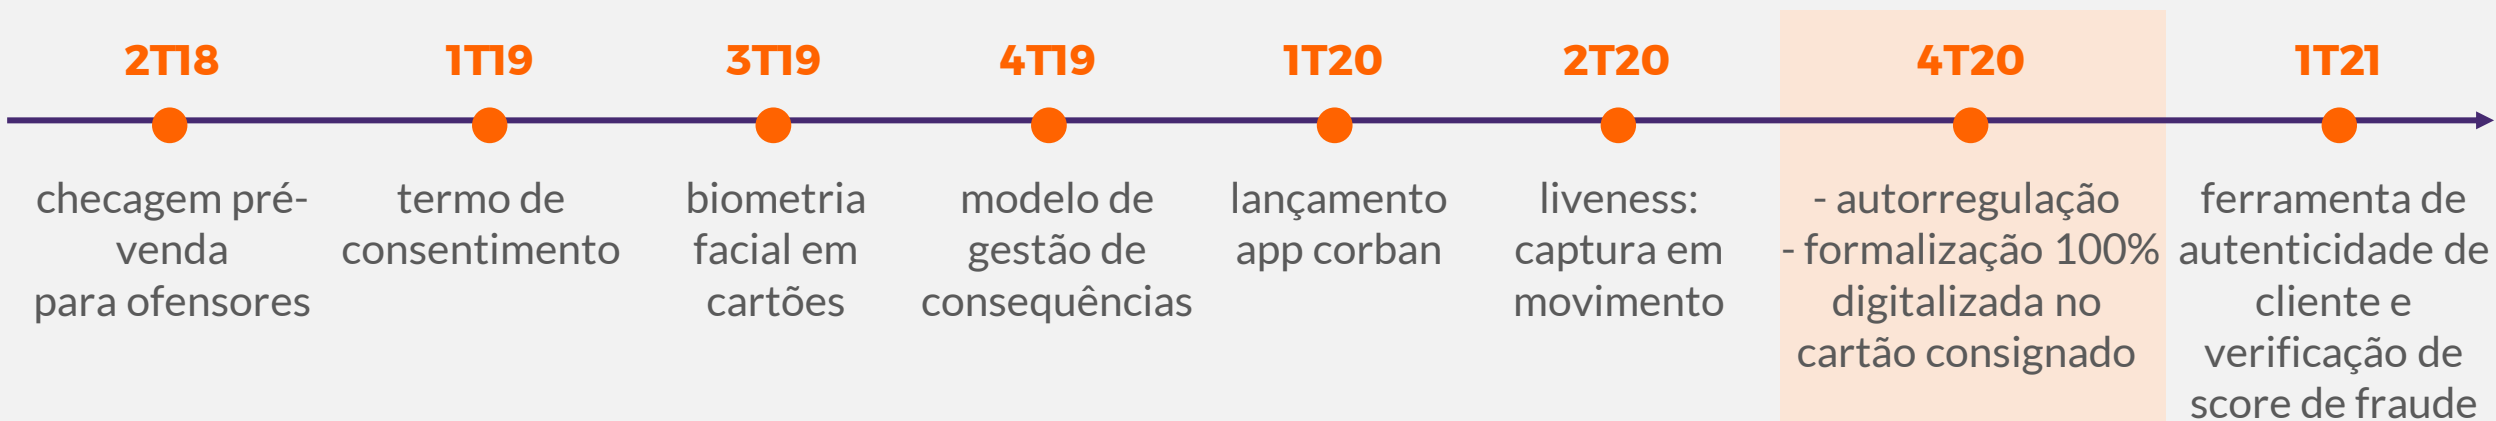 2T18
checagem pré-
venda
para ofensores
1T19
termo de
consentimento
3T19
biometria
facial em
cartões
4T19
modelo de
gestão de
consequências
1T20
lançamento
app corban
2T20
liveness:
captura em
movimento
4T20
- autorregulação
- formalização 100%
digitalizada no
cartão consignado
1T21
ferramenta de
autenticidade de
cliente e
verificação de
score de fraude